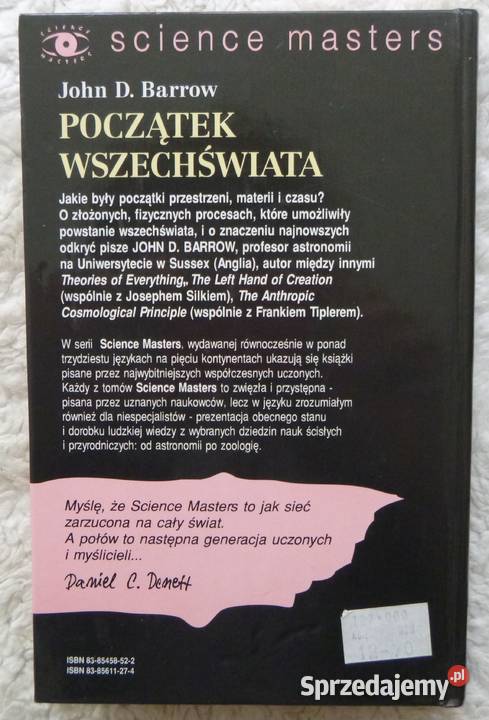 SCIENCE
MASTERS
science masters
John D. Barrow
POCZĄTEK
WSZECHŚWIATA
Jakie były początki przestrzeni, materii i czasu?
O złożonych, fizycznych procesach, które umożliwiły
powstanie wszechświata, i o znaczeniu najnowszych
odkryć pisze JOHN D. BARROW, profesor astronomii
na Uniwersytecie w Sussex (Anglia), autor między innymi
Theories of Everything,, The Left Hand of Creation
(wspólnie z Josephem Silkiem), The Anthropic
Cosmological Principle (wspólnie z Frankiem Tiplerem).
W serii Science Masters, wydawanej równocześnie w ponad
trzydziestu językach na pięciu kontynentach ukazują się książki
pisane przez najwybitniejszych współczesnych uczonych.
Każdy z tomów Science Masters to zwięzła i przystępna -
pisana przez uznanych naukowców, lecz w języku zrozumiałym
również dla niespecjalistów - prezentacja obecnego stanu
i dorobku ludzkiej wiedzy z wybranych dziedzin nauk ścisłych
i przyrodniczych: od astronomii po zoologię.
Myślę, że Science Masters to jak sieć
zarzucona na cały świat.
A połów to następna generacja uczonych
i myślicieli...
Daniel C. Dennett
ISBN 83-85458-52-2
ISBN 83-85611-27-4
Sprzedajemy.pl